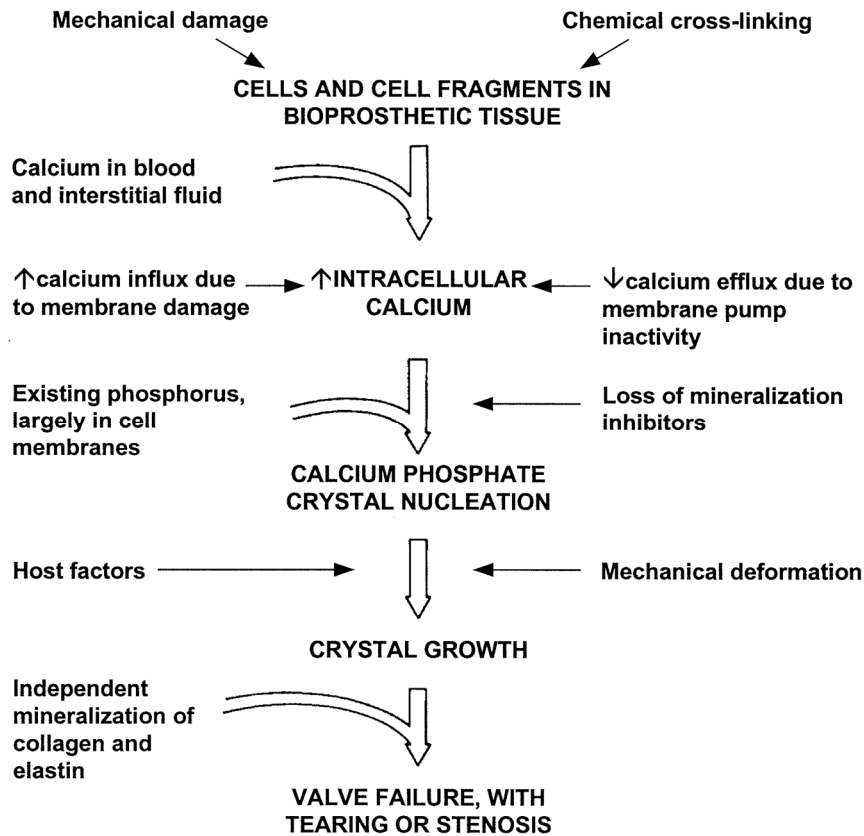 Mechanical damage
Chemical cross-linking
CELLS AND CELL FRAGMENTS IN
BIOPROSTHETIC TISSUE
Calcium in blood
and interstitial fluid
↑calcium influx due
to membrane damage
↑INTRACELLULAR
CALCIUM
↓calcium efflux due to
membrane pump
inactivity
Existing phosphorus,
largely in cell
membranes
Loss of mineralization
inhibitors
CALCIUM PHOSPHATE
CRYSTAL NUCLEATION
Host factors
Mechanical deformation
CRYSTAL GROWTH
Independent
mineralization of
collagen and
elastin
VALVE FAILURE, WITH
TEARING OR STENOSIS